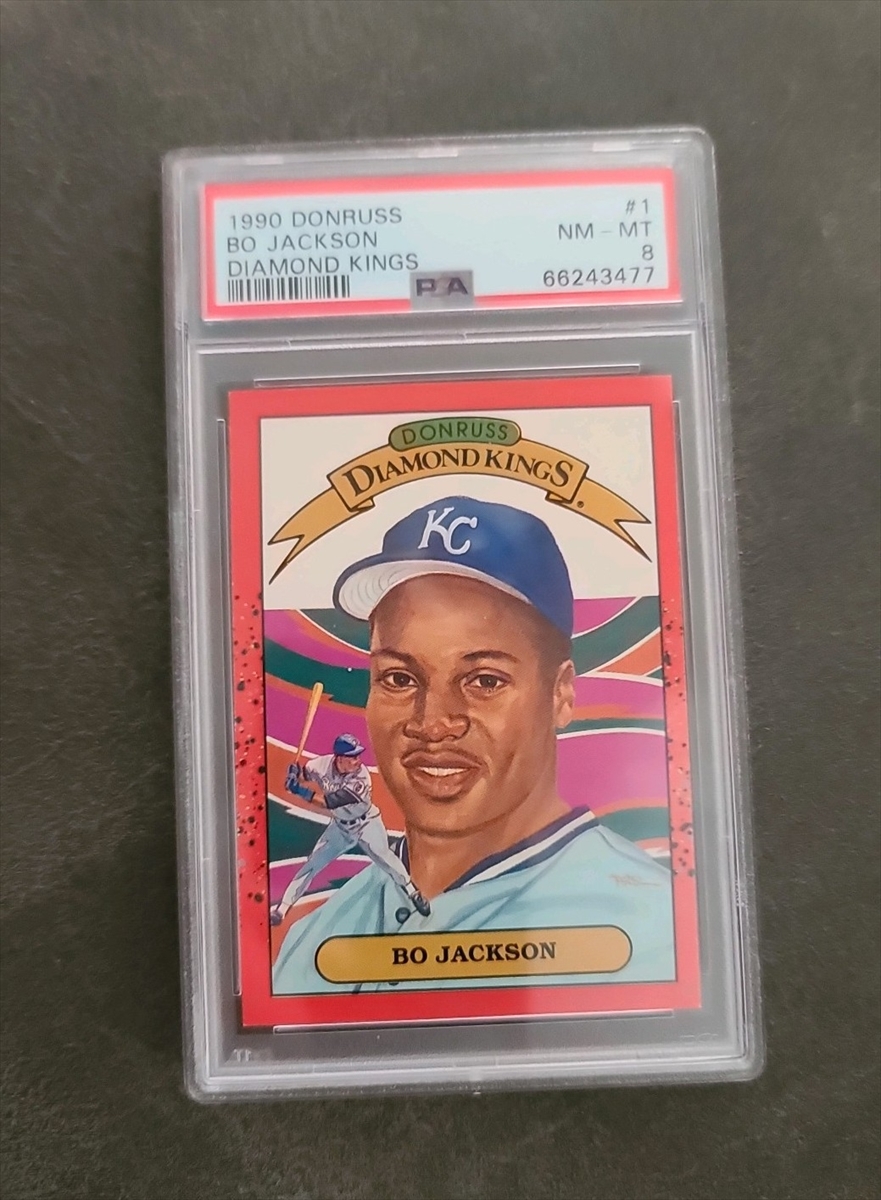 1990 DONRUSS #1
BO JACKSON NM - MT
DIAMOND KINGS 8
PSA 66243477
DONRUSS
DIAMOND KINGS
KC
BO JACKSON